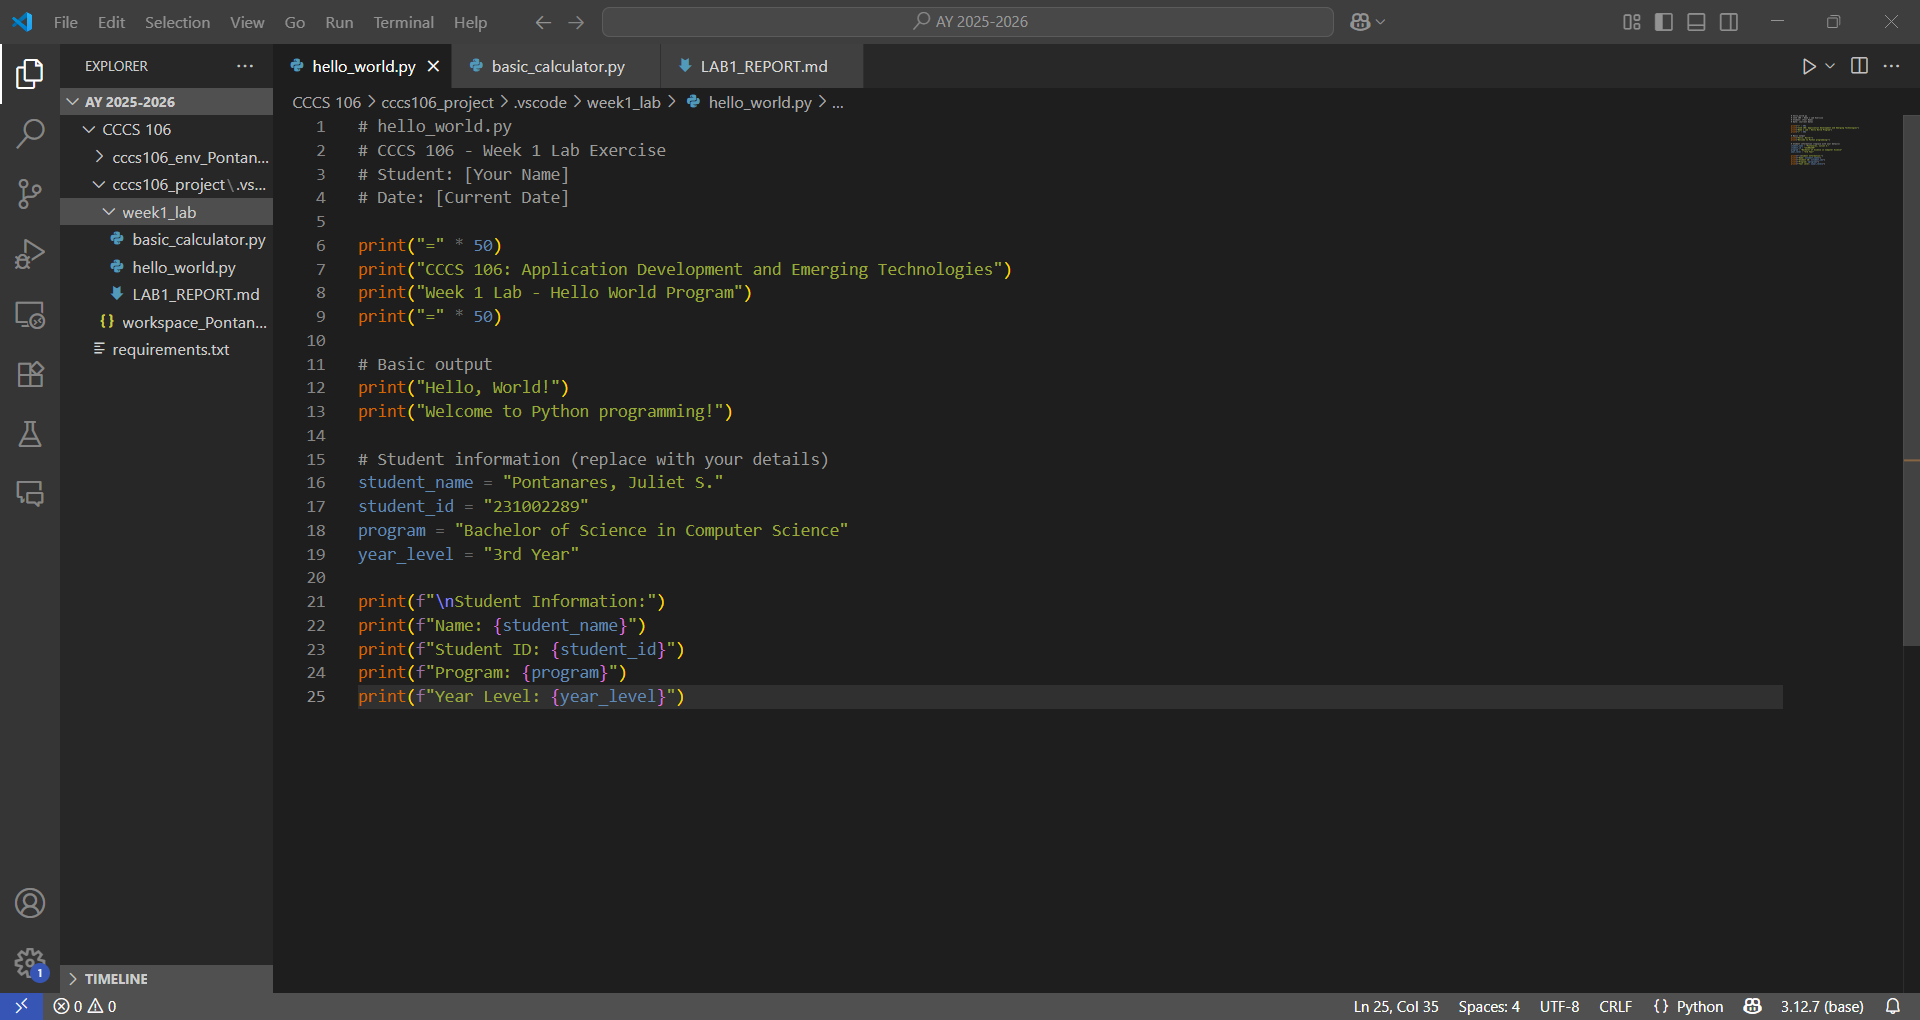 File Edit Selection View Go Run Terminal Help
AY 2025-2026
EXPLORER
AY 2025-2026
CCCS 106
cccs106_env_Pontan...
cccs106_project\.vs...
week1_lab
basic_calculator.py
hello_world.py
LAB1_REPORT.md
{} workspace_Pontan...
requirements.txt
TIMELINE
hello_world.py
basic_calculator.py
LAB1_REPORT.md
CCCS 106 > cccs106_project > .vscode > week1_lab > hello_world.py > ...
1 # hello_world.py
2 # CCCS 106 - Week 1 Lab Exercise
3 # Student: [Your Name]
4 # Date: [Current Date]
5
6 print("=" * 50)
7 print("CCCS 106: Application Development and Emerging Technologies")
8 print("Week 1 Lab - Hello World Program")
9 print("=" * 50)
10
11 # Basic output
12 print("Hello, World!")
13 print("Welcome to Python programming!")
14
15 # Student information (replace with your details)
16 student_name = "Pontanares, Juliet S."
17 student_id = "231002289"
18 program = "Bachelor of Science in Computer Science"
19 year_level = "3rd Year"
20
21 print(f"\nStudent Information:")
22 print(f"Name: {student_name}")
23 print(f"Student ID: {student_id}")
24 print(f"Program: {program}")
25 print(f"Year Level: {year_level}")
1
0 0
Ln 25, Col 35 Spaces: 4 UTF-8 CRLF {} Python 3.12.7 (base)